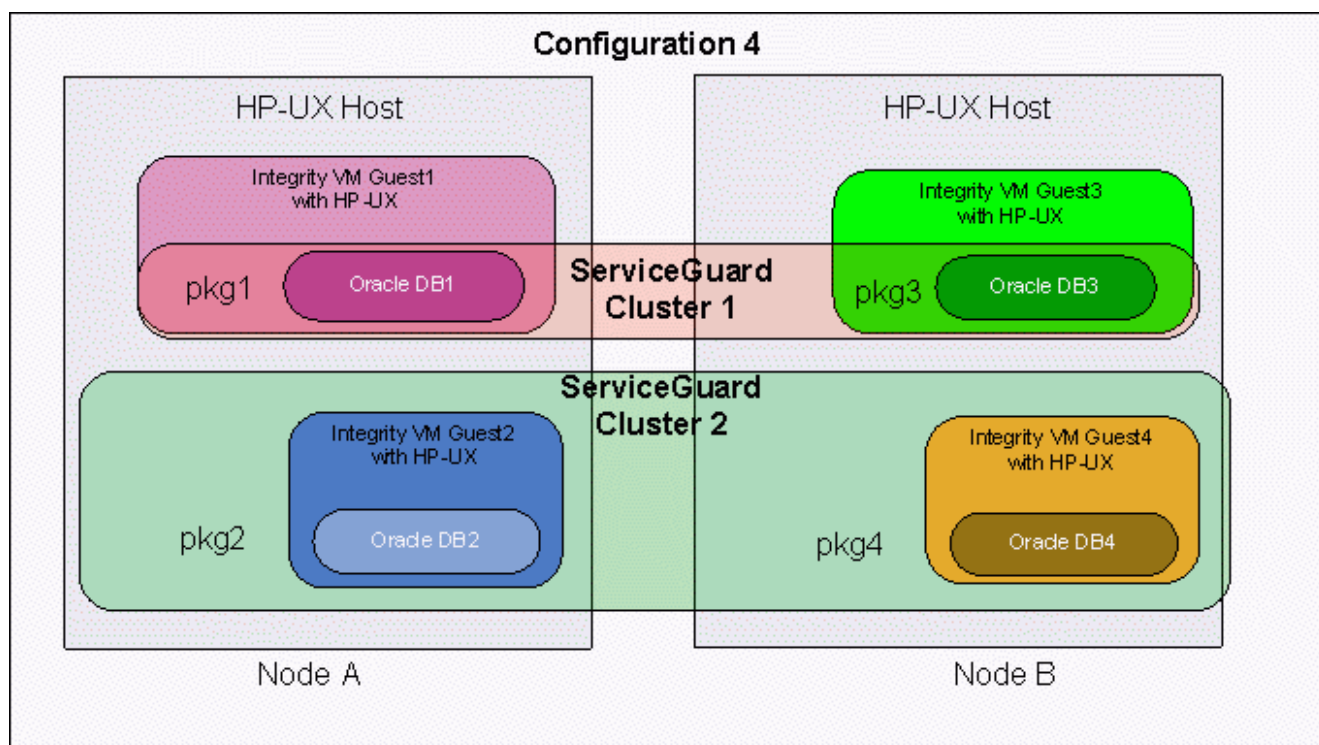 Configuration 4
HP-UX Host
HP-UX Host
Integrity VM Guest1
with HP-UX
Integrity VM Guest3
with HP-UX
pkg1
Oracle DB1
ServiceGuard
Cluster 1
pkg3
Oracle DB3
ServiceGuard
Cluster 2
Integrity VM Guest2
with HP-UX
Integrity VM Guest4
with HP-UX
pkg2
Oracle DB2
pkg4
Oracle DB4
Node A
Node B